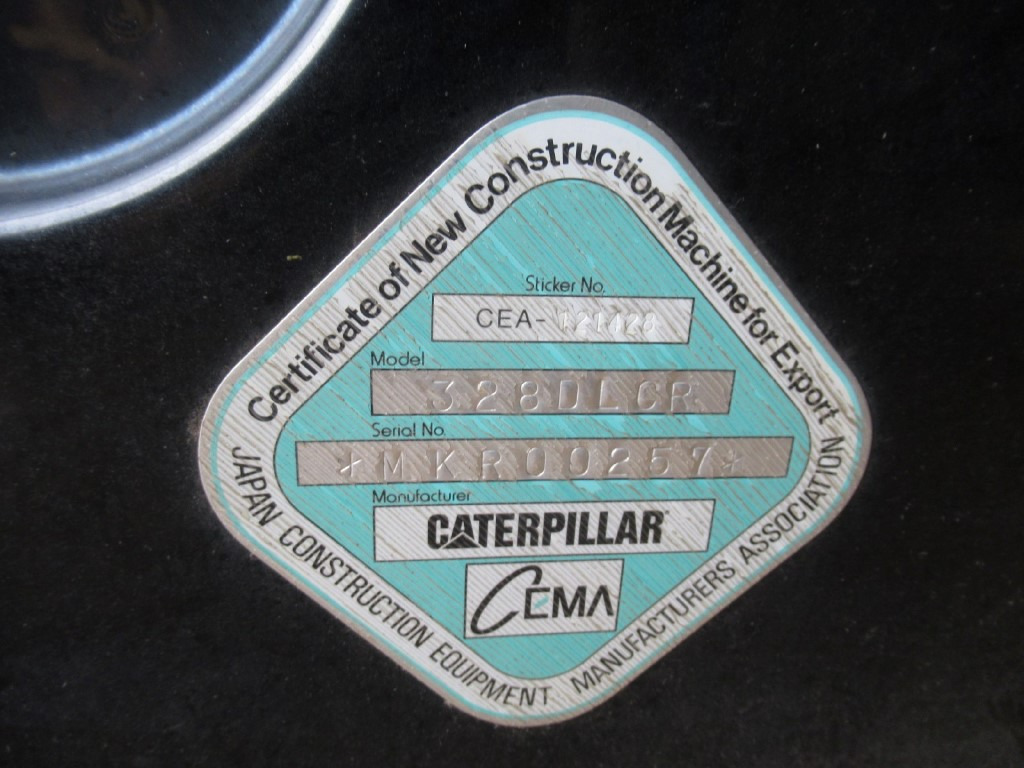 Certificate of New Construction Machine for Export
Sticker No.
CEA-
Model
328DLCR
Serial No.
*MKR00257*
Manufacturer
CATERPILLAR
CEMA
JAPAN CONSTRUCTION EQUIPMENT MANUFACTURERS ASSOCIATION